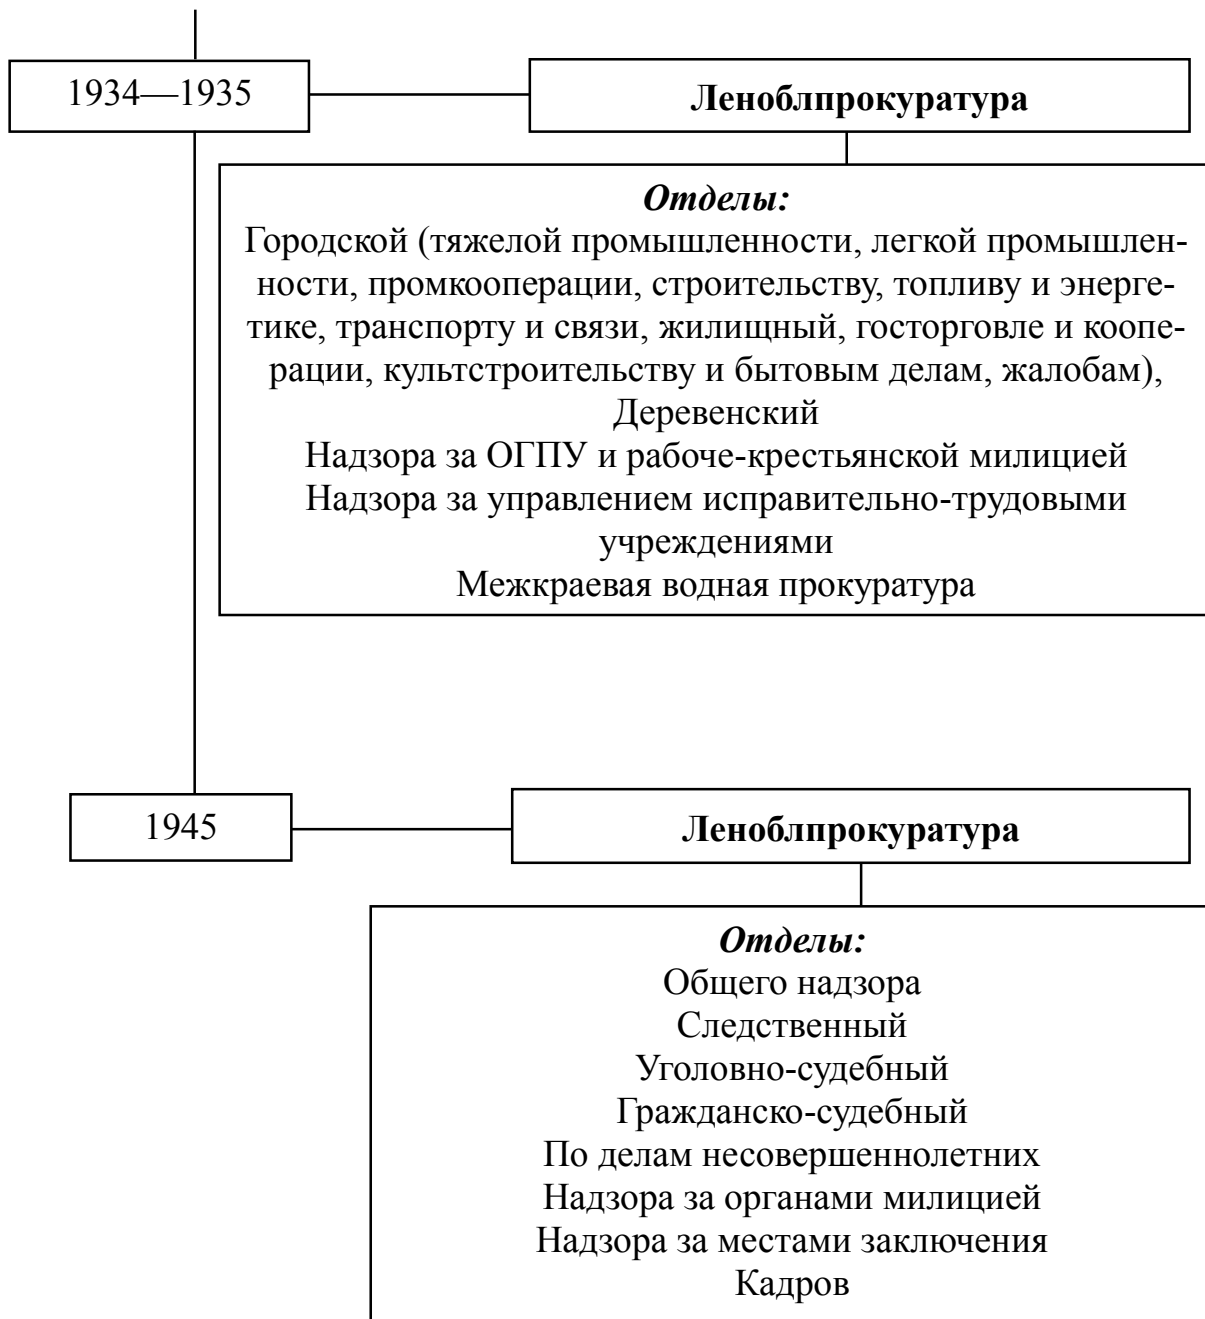 1934—1935
Леноблпрокуратура
Отделы:
Городской (тяжелой промышленности, легкой промышлен-
ности, промкооперации, строительству, топливу и энерге-
тике, транспорту и связи, жилищный, госторговле и коопе-
рации, культстроительству и бытовым делам, жалобам),
Деревенский
Надзора за ОГПУ и рабоче-крестьянской милицией
Надзора за управлением исправительно-трудовыми
учреждениями
Межкраевая водная прокуратура
1945
Леноблпрокуратура
Отделы:
Общего надзора
Следственный
Уголовно-судебный
Гражданско-судебный
По делам несовершеннолетних
Надзора за органами милицией
Надзора за местами заключения
Кадров